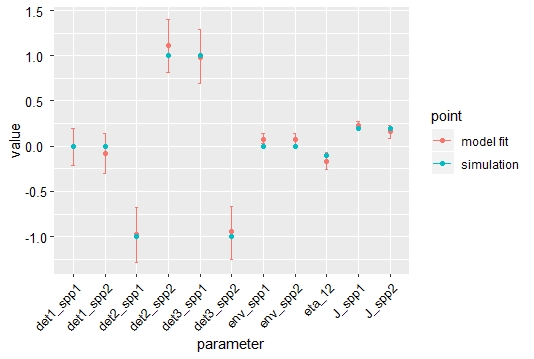 1.5
1.0
0.5
0.0
-0.5
-1.0
value
det1_spp1
det1_spp2
det2_spp1
det2_spp2
det3_spp1
det3_spp2
env_spp1
env_spp2
eta_12
J_spp1
J_spp2
parameter
point
model fit
simulation